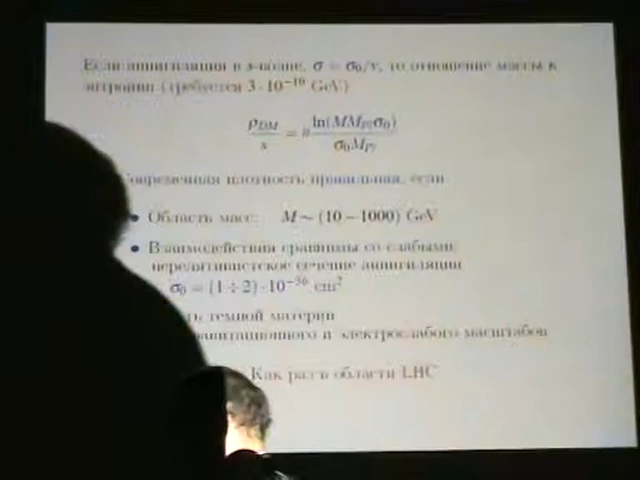 Если аннигиляция в s-волне, σ = σ₀/v, то отношение массы к
энтропии (требуется 3 · 10⁻¹⁰ GeV)
ρ_DM/s = # ln(MM_Pl σ₀)/(σ₀M_Pl)
Современная плотность правильная, если
• Область масс: M ∼ (10 − 1000) GeV
• Взаимодействия сравнимы со слабыми:
нерелятивистское сечение аннигиляции
σ₀ = (1 ÷ 2) · 10⁻³⁶ cm²
темной материи
гравитационного и электрослабого масштабов
Как раз в области LHC